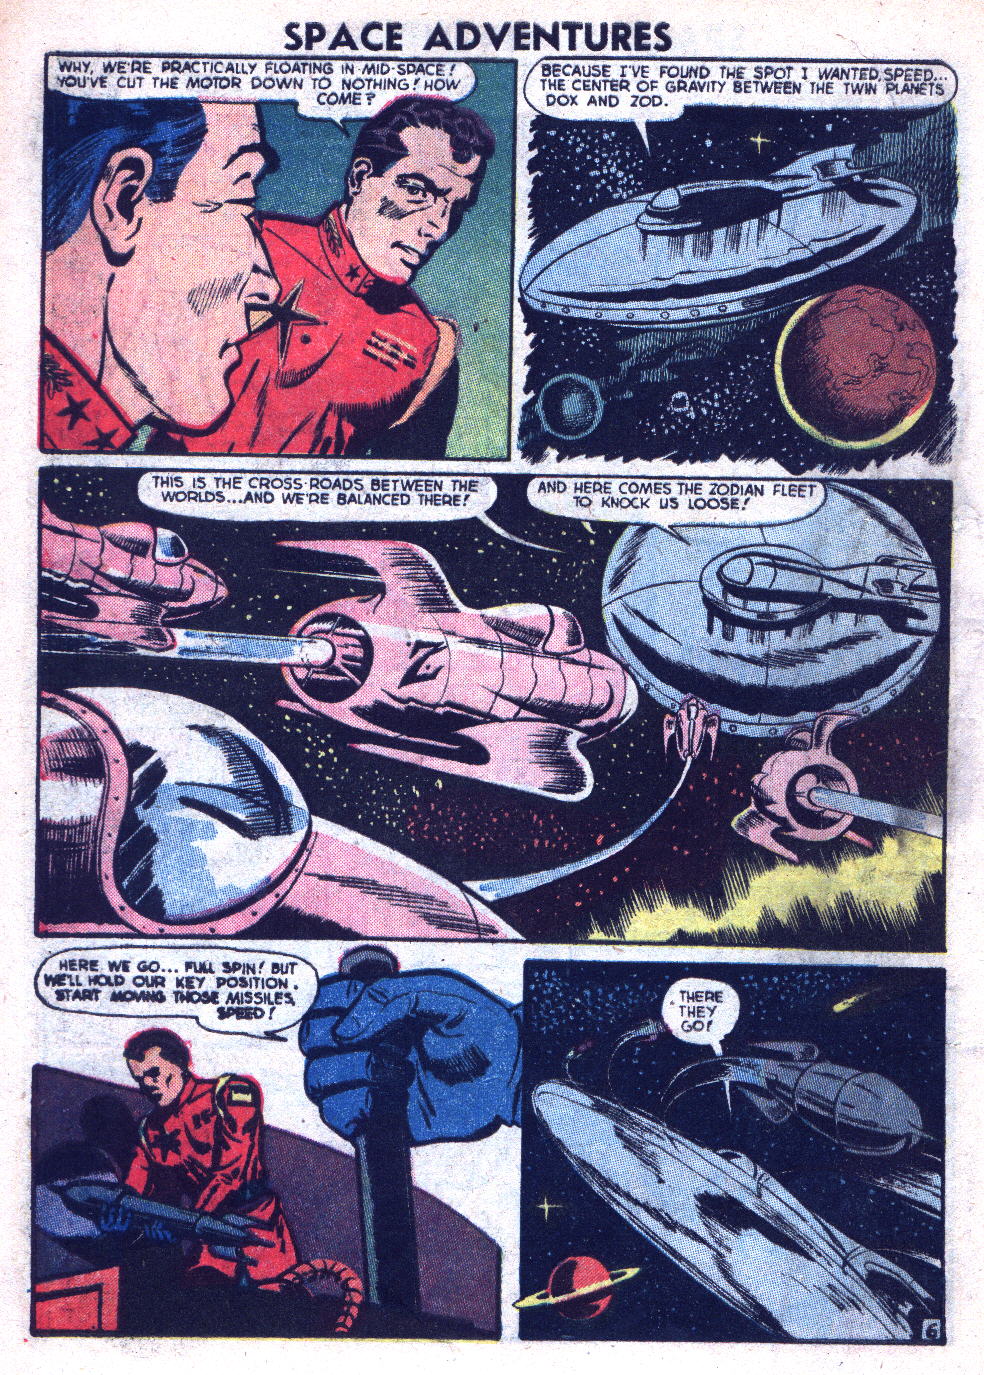 SPACE ADVENTURES
WHY, WE'RE PRACTICALLY FLOATING IN MID-SPACE!
YOU'VE CUT THE MOTOR DOWN TO NOTHING! HOW
COME?
BECAUSE I'VE FOUND THE SPOT I WANTED, SPEED...
THE CENTER OF GRAVITY BETWEEN THE TWIN PLANETS
DOX AND ZOD.
THIS IS THE CROSS-ROADS BETWEEN THE
WORLDS...AND WE'RE BALANCED THERE!
AND HERE COMES THE ZODIAN FLEET
TO KNOCK US LOOSE!
Z
HERE WE GO... FULL SPIN! BUT
WE'LL HOLD OUR KEY POSITION.
START MOVING THOSE MISSILES,
SPEED!
THERE
THEY
GO!
6